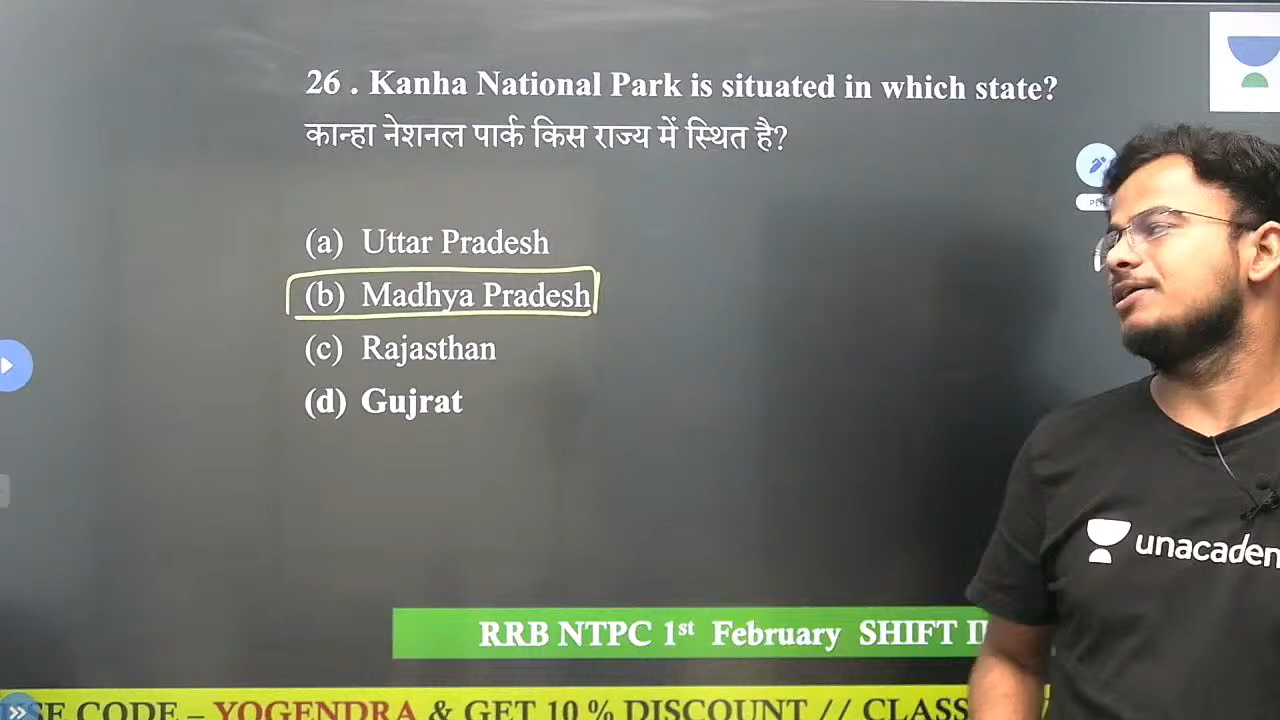 26 . Kanha National Park is situated in which state?
कान्हा नेशनल पार्क किस राज्य में स्थित है?
(a) Uttar Pradesh
(b) Madhya Pradesh
(c) Rajasthan
(d) Gujrat
unacadem
RRB NTPC 1st February SHIFT
CODE – YOGENDRA & GET 10 % DISCOUNT // CLASS